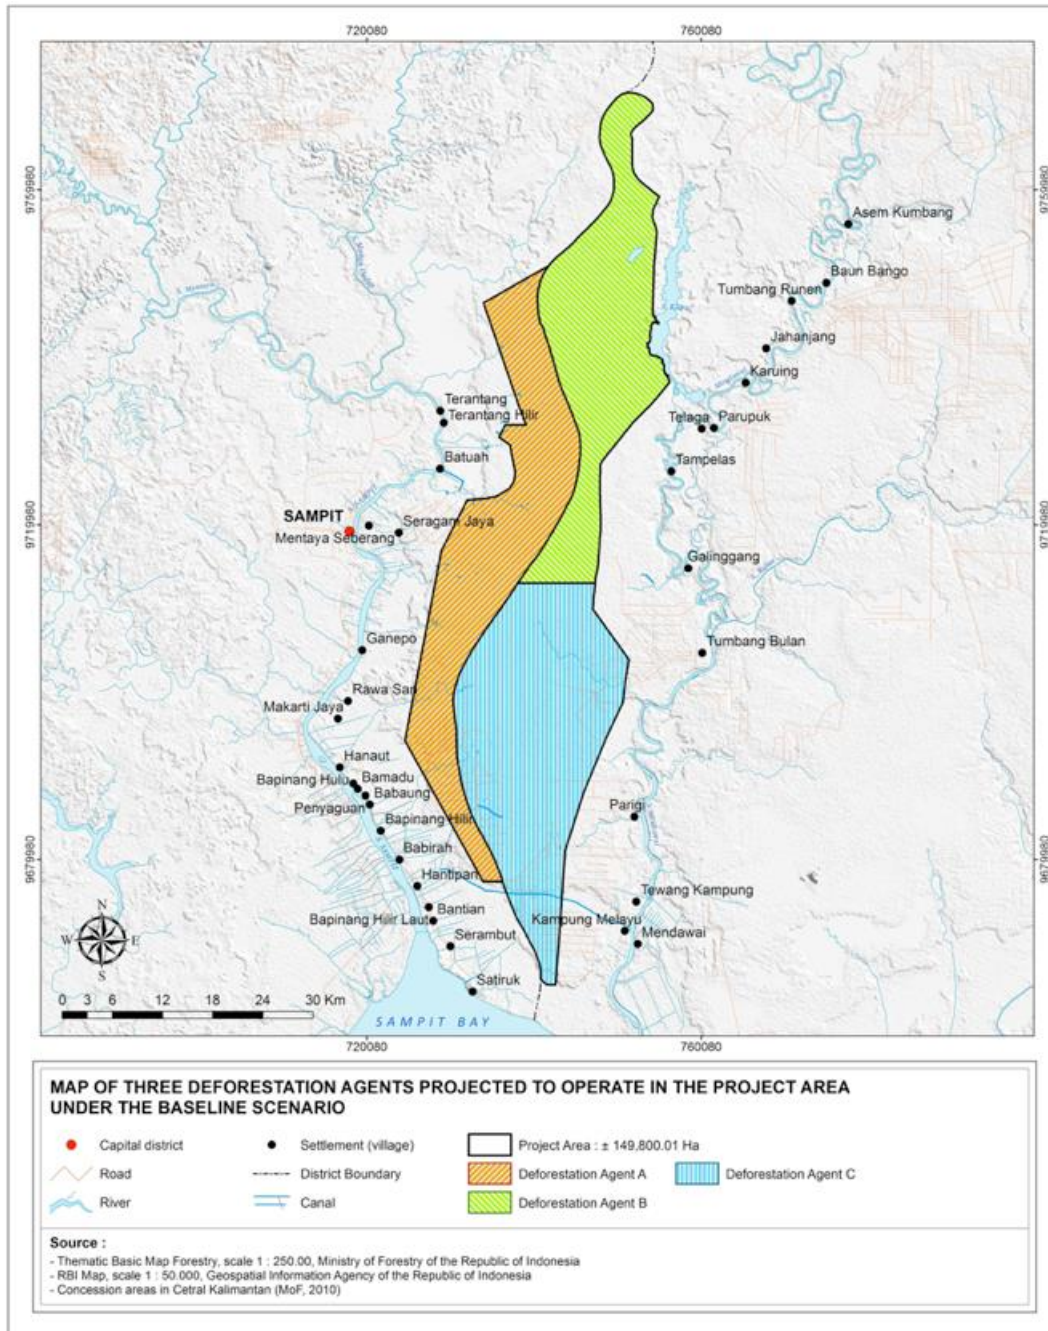 720080 760080
9759980 9759980
Asem Kumbang
Baun Bango
Tumbang Runen
Jahanjang
Karuing
Terantang
Terantang Hilir
Telaga Parupuk
Batuah
Tampelas
SAMPIT
Seragam Jaya
9719980 9719980
Mentaya Seberang
Galinggang
Ganepo
Tumbang Bulan
Rawa Sari
Makarti Jaya
Hanaut
Bapinang Hulu Bamadu
Babaung
Penyaguan
Parigi
Bapinang Hilir
Babirah
9679980 9679980
Hantipan
Tewang Kampung
Bantian
Bapinang Hilir Laut
Kampung Melayu
Mendawai
Serambut
N
W E
S
Satiruk
0 3 6 12 18 24 30 Km
SAMPIT BAY
720080 760080
MAP OF THREE DEFORESTATION AGENTS PROJECTED TO OPERATE IN THE PROJECT AREA
UNDER THE BASELINE SCENARIO
Capital district Settlement (village) Project Area : ± 149,800.01 Ha
Road District Boundary Deforestation Agent A Deforestation Agent C
River Canal Deforestation Agent B
Source :
- Thematic Basic Map Forestry, scale 1 : 250.00, Ministry of Forestry of the Republic of Indonesia
- RBI Map, scale 1 : 50.000, Geospatial Information Agency of the Republic of Indonesia
- Concession areas in Cetral Kalimantan (MoF, 2010)